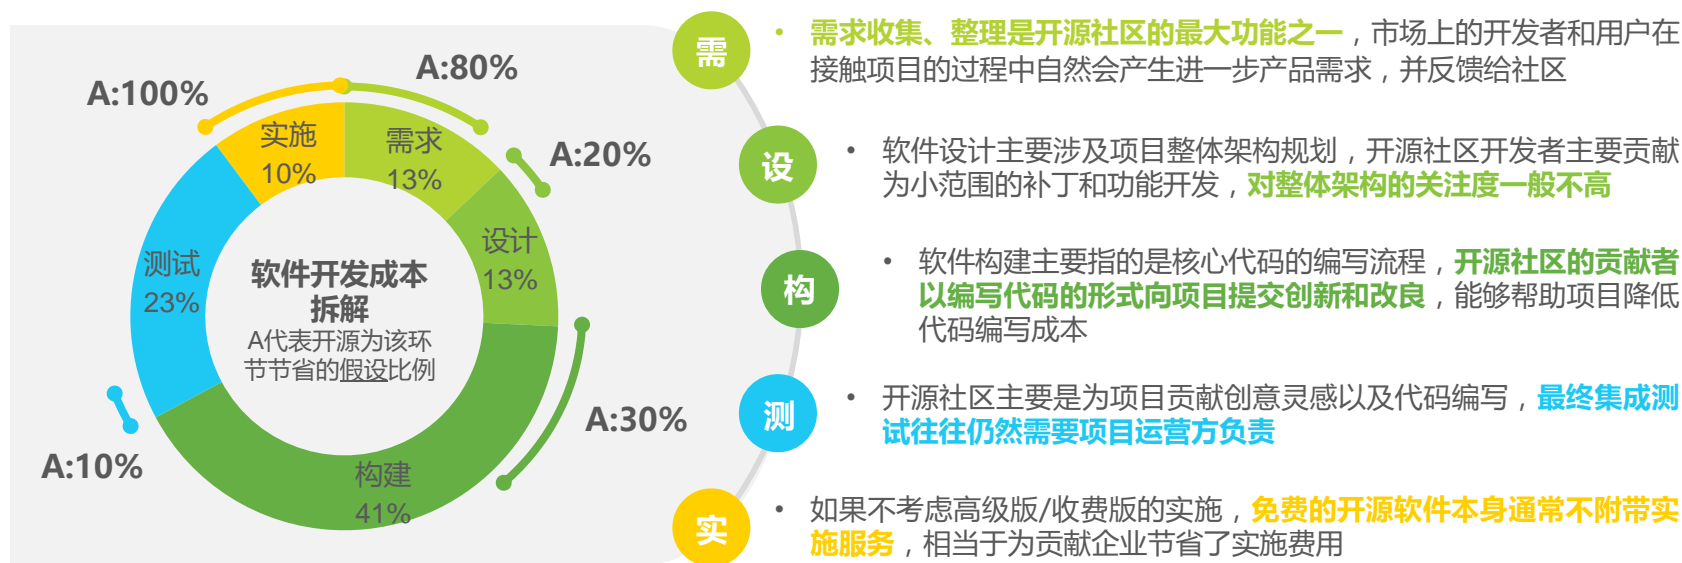 A:80%
A:100%
实施
10%
需求
13%
A:20%
设计
13%
测试
23%
软件开发成本
拆解
A代表开源为该环
节节省的假设比例
A:30%
A:10%
构建
41%
需
• 需求收集、整理是开源社区的最大功能之一，市场上的开发者和用户在
接触项目的过程中自然会产生进一步产品需求，并反馈给社区
设
• 软件设计主要涉及项目整体架构规划，开源社区开发者主要贡献
为小范围的补丁和功能开发，对整体架构的关注度一般不高
构
• 软件构建主要指的是核心代码的编写流程，开源社区的贡献者
以编写代码的形式向项目提交创新和改良，能够帮助项目降低
代码编写成本
测
• 开源社区主要是为项目贡献创意灵感以及代码编写，最终集成测
试往往仍然需要项目运营方负责
实
• 如果不考虑高级版/收费版的实施，免费的开源软件本身通常不附带实
施服务，相当于为贡献企业节省了实施费用